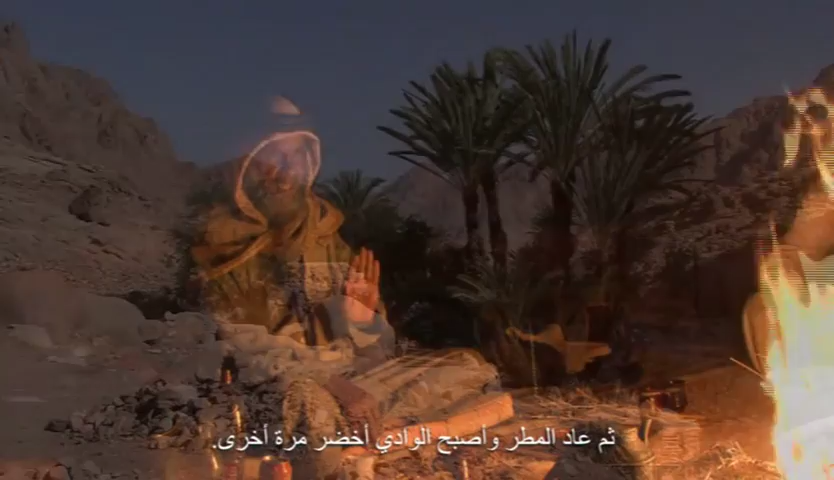 ثم عاد المطر وأصبح الوادي أخضر مرة أخرى.